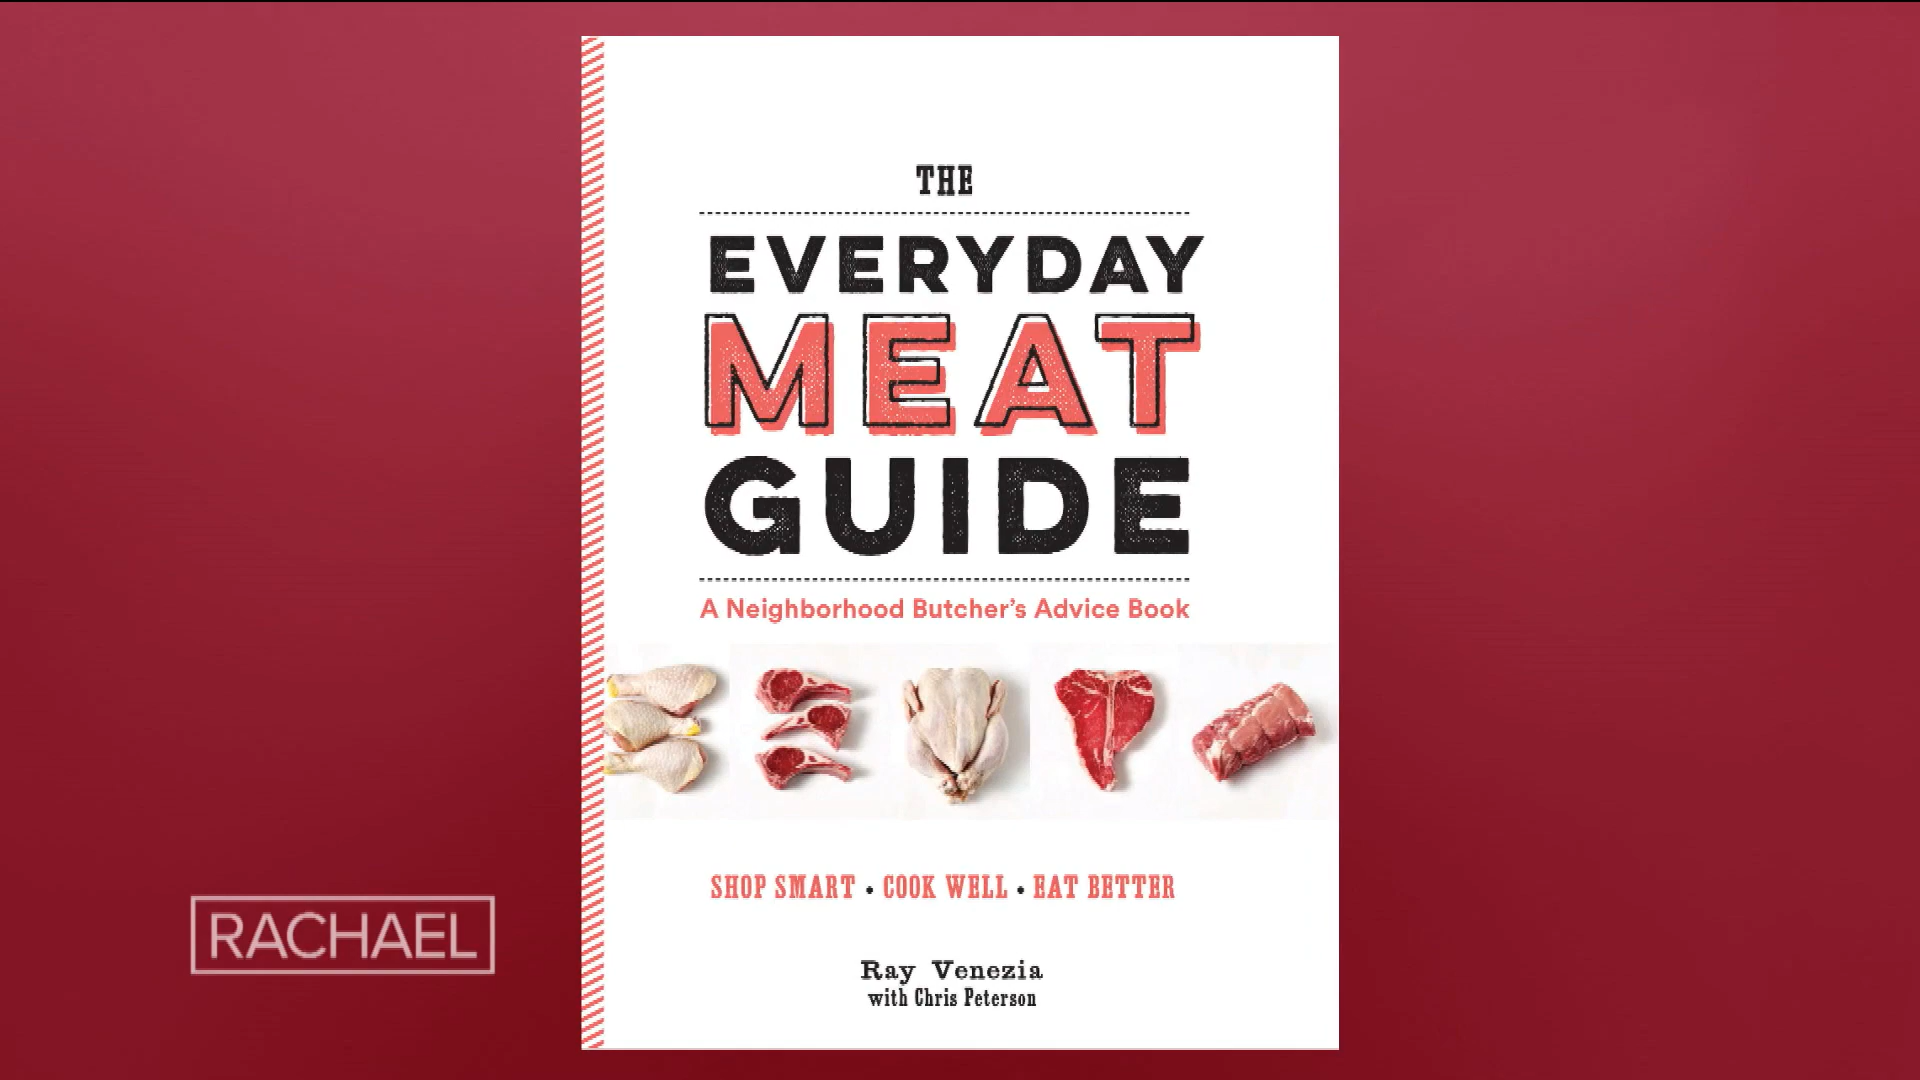 THE
EVERYDAY
MEAT
GUIDE
A Neighborhood Butcher's Advice Book
SHOP SMART • COOK WELL • EAT BETTER
Ray Venezia
with Chris Peterson
RACHAEL